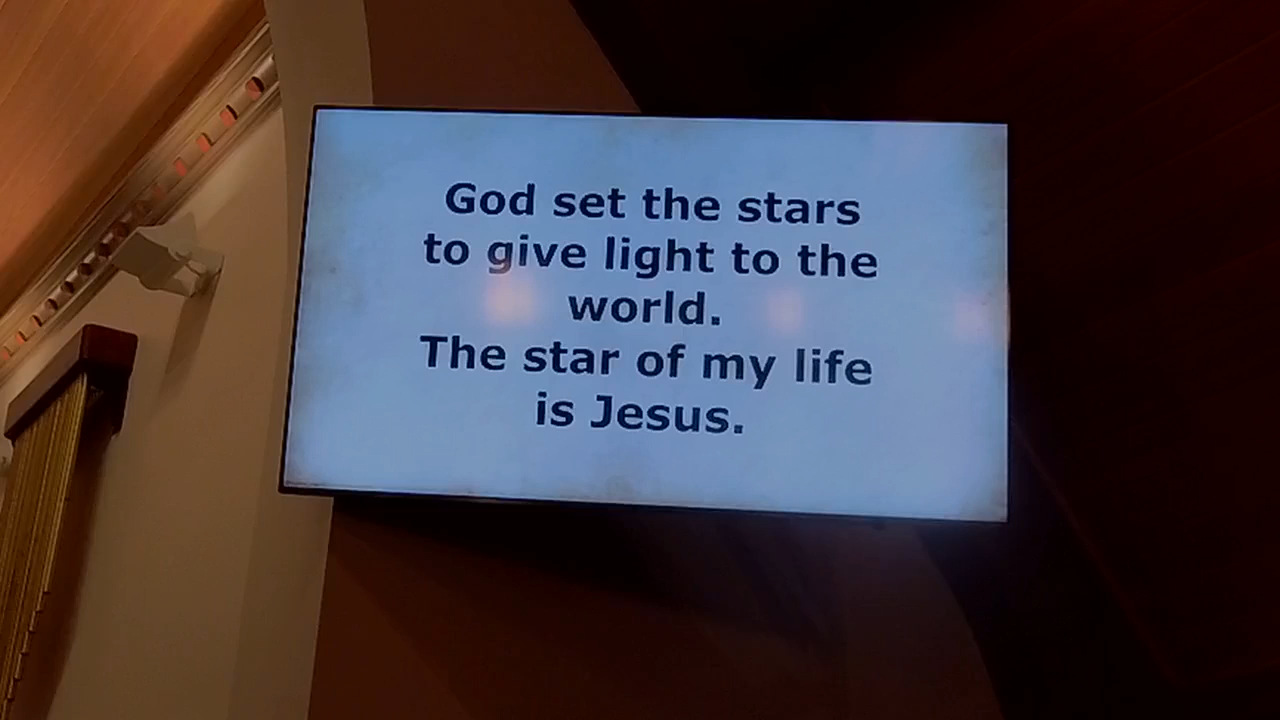 God set the stars
to give light to the
world.
The star of my life
is Jesus.